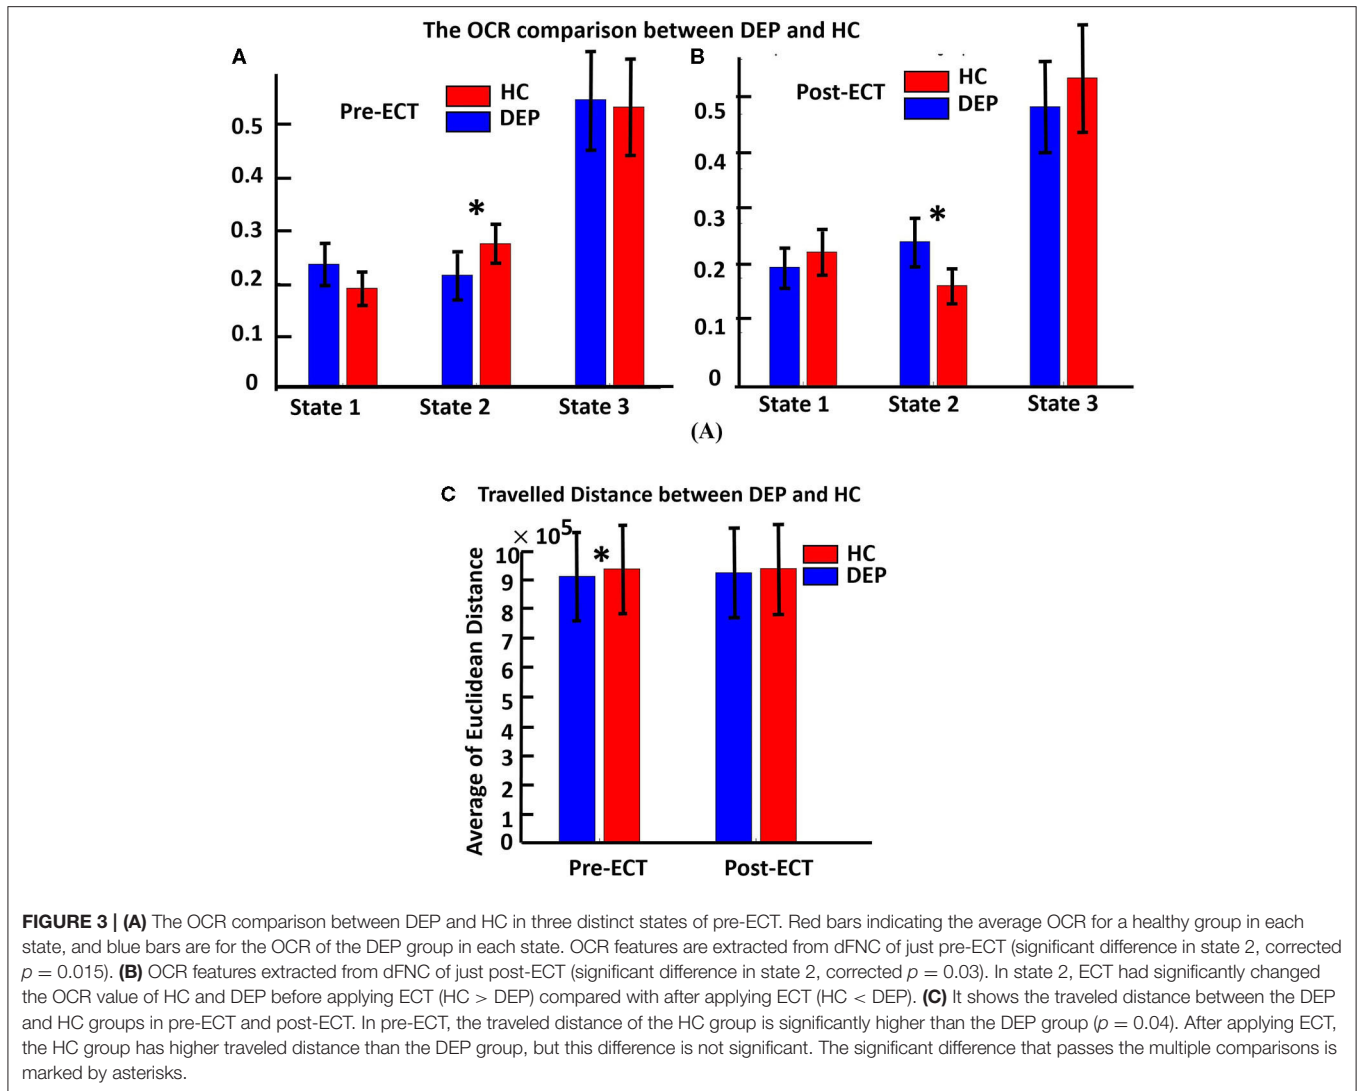 The OCR comparison between DEP and HC
A
Pre-ECT
HC
DEP
0.5
0.4
0.3
0.2
0.1
0
*
State 1 State 2 State 3
B
Post-ECT
HC
DEP
0.5
0.4
0.3
0.2
0.1
0
*
State 1 State 2 State 3
(A)
C Travelled Distance between DEP and HC
× 10⁵
Average of Euclidean Distance
10
9
8
7
6
5
4
3
2
1
0
*
HC
DEP
Pre-ECT Post-ECT
FIGURE 3 | (A) The OCR comparison between DEP and HC in three distinct states of pre-ECT. Red bars indicating the average OCR for a healthy group in each
state, and blue bars are for the OCR of the DEP group in each state. OCR features are extracted from dFNC of just pre-ECT (significant difference in state 2, corrected
p = 0.015). (B) OCR features extracted from dFNC of just post-ECT (significant difference in state 2, corrected p = 0.03). In state 2, ECT had significantly changed
the OCR value of HC and DEP before applying ECT (HC > DEP) compared with after applying ECT (HC < DEP). (C) It shows the traveled distance between the DEP
and HC groups in pre-ECT and post-ECT. In pre-ECT, the traveled distance of the HC group is significantly higher than the DEP group (p = 0.04). After applying ECT,
the HC group has higher traveled distance than the DEP group, but this difference is not significant. The significant difference that passes the multiple comparisons is
marked by asterisks.